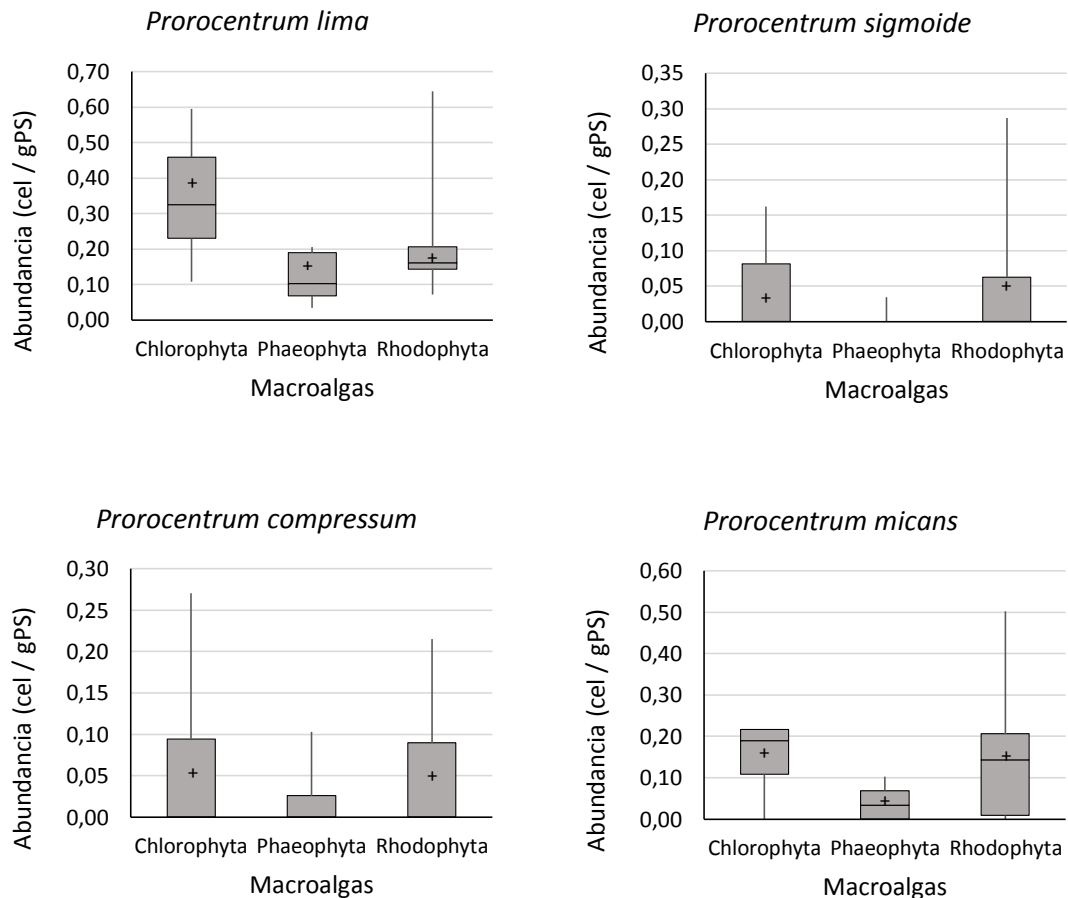 Prorocentrum lima
Abundancia (cel / gPS)
0,70
0,60
0,50
0,40
0,30
0,20
0,10
0,00
Chlorophyta Phaeophyta Rhodophyta
Macroalgas
Prorocentrum sigmoide
Abundancia (cel / gPS)
0,35
0,30
0,25
0,20
0,15
0,10
0,05
0,00
Chlorophyta Phaeophyta Rhodophyta
Macroalgas
Prorocentrum compressum
Abundancia (cel / gPS)
0,30
0,25
0,20
0,15
0,10
0,05
0,00
Chlorophyta Phaeophyta Rhodophyta
Macroalgas
Prorocentrum micans
Abundancia (cel / gPS)
0,60
0,50
0,40
0,30
0,20
0,10
0,00
Chlorophyta Phaeophyta Rhodophyta
Macroalgas